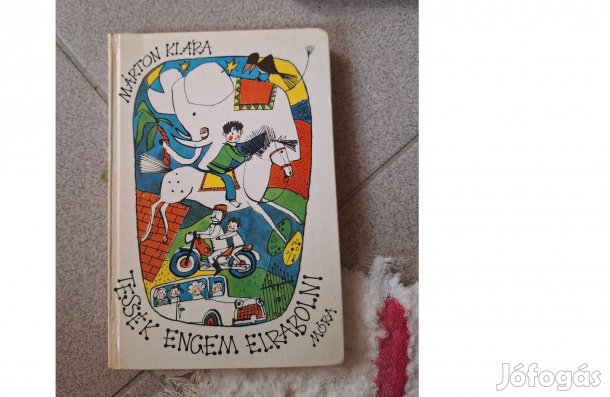 MÁRTON KLÁRA
TESSÉK ENGEM ELRABOLNI
MÓRA
Jófogás